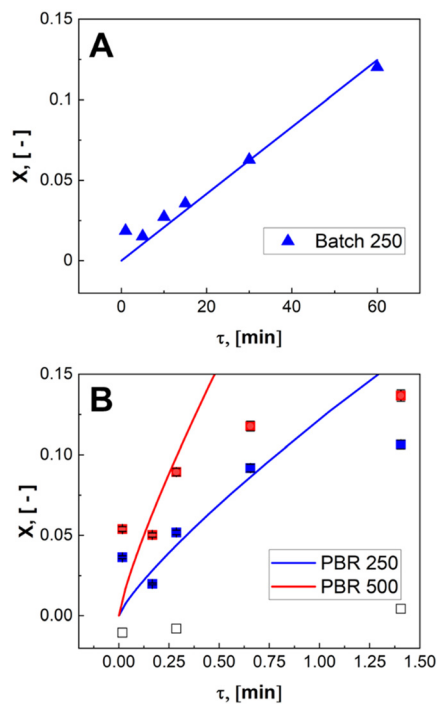 A
0.15
0.1
0.05
0
X, [ - ]
Batch 250
0 20 40 60
τ, [min]
B
0.15
0.10
0.05
0.00
X, [ - ]
PBR 250
PBR 500
0.00 0.25 0.50 0.75 1.00 1.25 1.50
τ, [min]